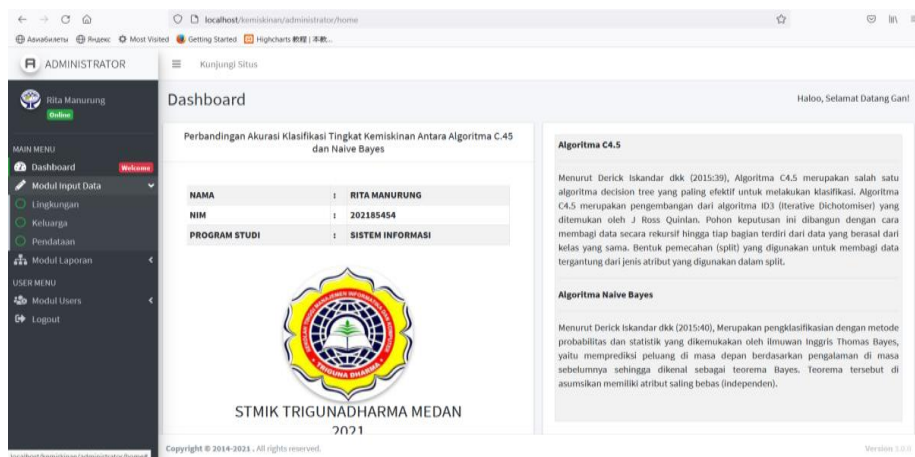 localhost/kemiskinan/administrator/home
Авиабилеты Яндекс Most Visited Getting Started Highcharts 教程 | 本教...
ADMINISTRATOR
Kunjungi Situs
Rita Manurung
Online
MAIN MENU
Dashboard Welcome
Modul Input Data
Lingkungan
Keluarga
Pendataan
Modul Laporan
USER MENU
Modul Users
Logout
Dashboard
Haloo, Selamat Datang Gan!
Perbandingan Akurasi Klasifikasi Tingkat Kemiskinan Antara Algoritma C.45
dan Naive Bayes
NAMA : RITA MANURUNG
NIM : 202185454
PROGRAM STUDI : SISTEM INFORMASI
TRIGUNA DHARMA
STMIK TRIGUNADHARMA MEDAN
2021
Algoritma C4.5
Menurut Derick Iskandar dkk (2015:39), Algoritma C4.5 merupakan salah satu
algoritma decision tree yang paling efektif untuk melakukan klasifikasi. Algoritma
C4.5 merupakan pengembangan dari algoritma ID3 (Iterative Dichotomiser) yang
ditemukan oleh J Ross Quinlan. Pohon keputusan ini dibangun dengan cara
membagi data secara rekursif hingga tiap bagian terdiri dari data yang berasal dari
kelas yang sama. Bentuk pemecahan (split) yang digunakan untuk membagi data
tergantung dari jenis atribut yang digunakan dalam split.
Algoritma Naive Bayes
Menurut Derick Iskandar dkk (2015:40), Merupakan pengklasifikasian dengan metode
probabilitas dan statistik yang dikemukakan oleh ilmuwan Inggris Thomas Bayes,
yaitu memprediksi peluang di masa depan berdasarkan pengalaman di masa
sebelumnya sehingga dikenal sebagai teorema Bayes. Teorema tersebut di
asumsikan memiliki atribut saling bebas (independen).
Copyright © 2014-2021 . All rights reserved.
Version 3.0.0